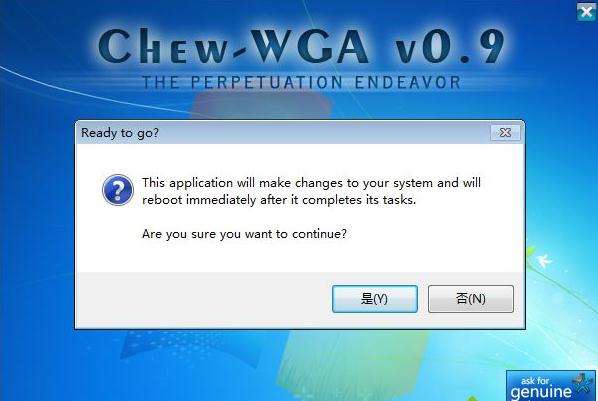 Chew-WGA v0.9
THE PERPETUATION ENDEAVOR
Ready to go?
This application will make changes to your system and will
reboot immediately after it completes its tasks.
Are you sure you want to continue?
是(Y)
否(N)
ask for
genuine